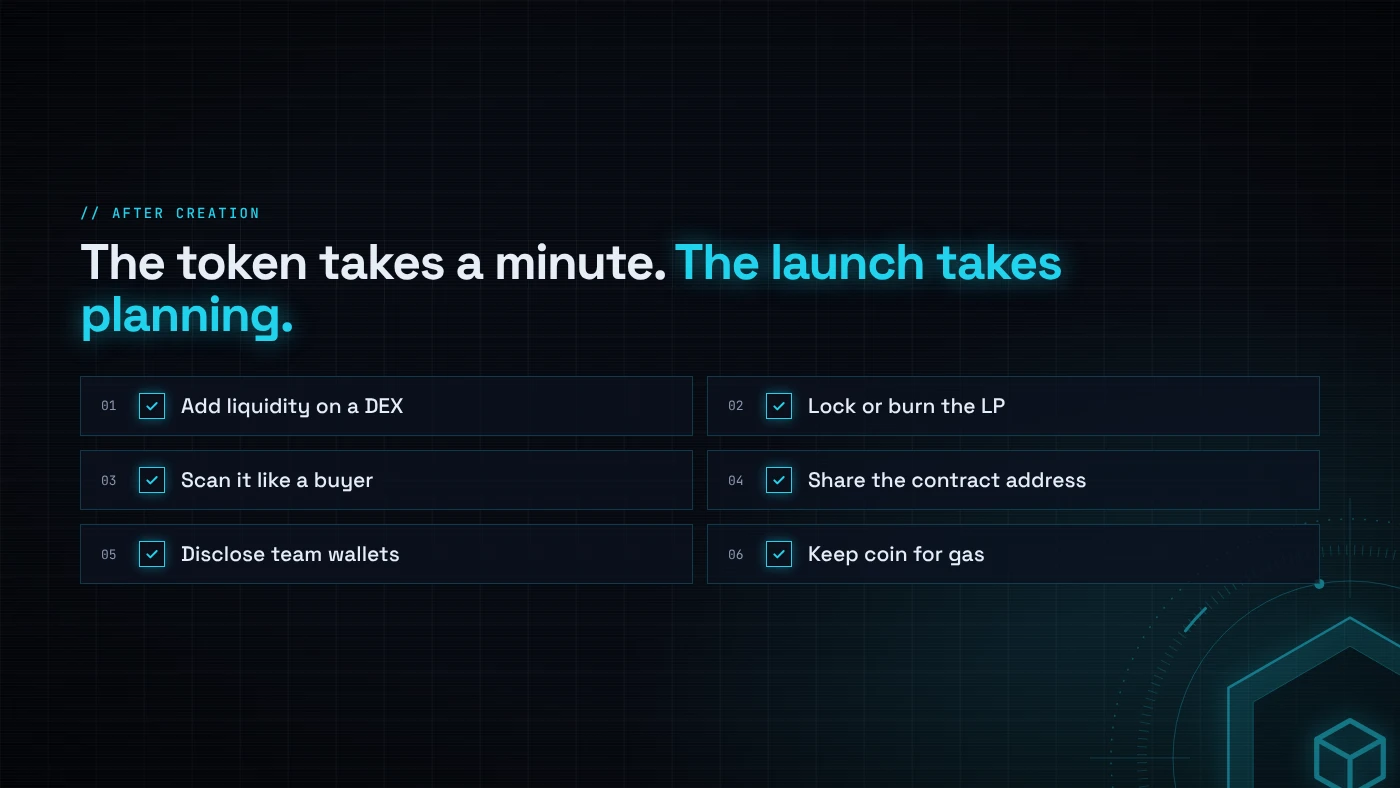 // AFTER CREATION
The token takes a minute. The launch takes
planning.
01 Add liquidity on a DEX
02 Lock or burn the LP
03 Scan it like a buyer
04 Share the contract address
05 Disclose team wallets
06 Keep coin for gas